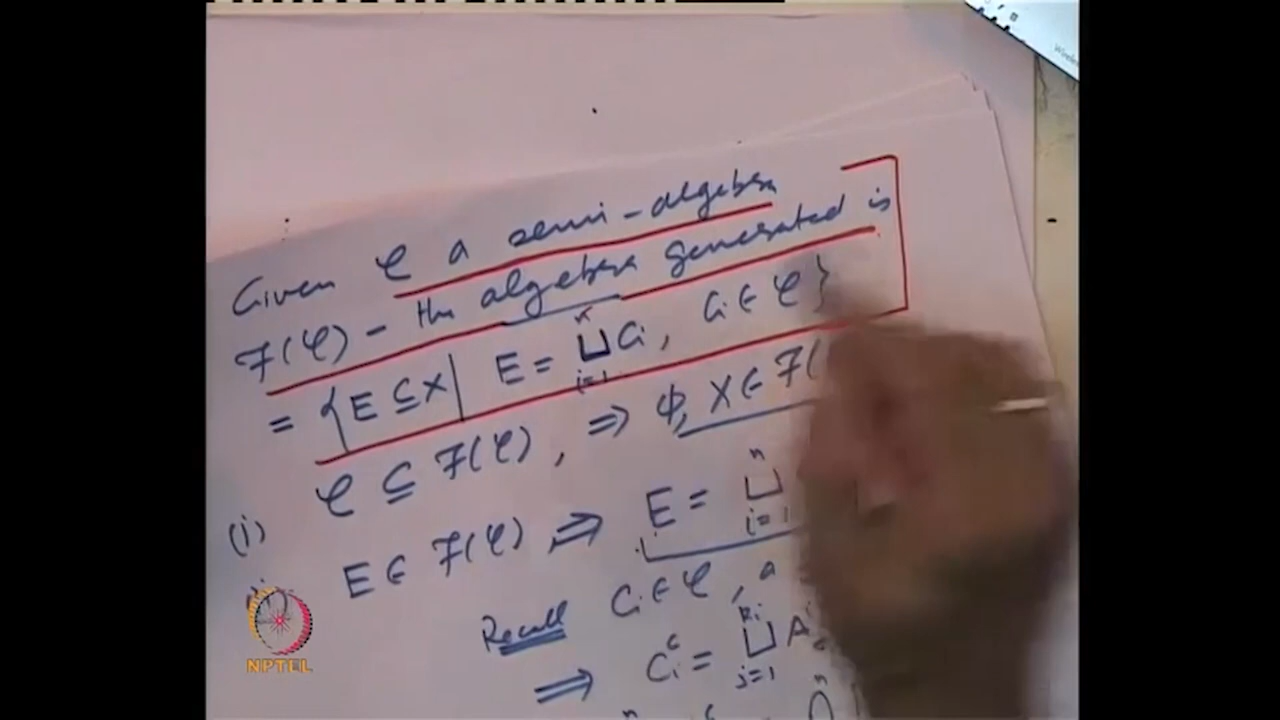 Given 𝒞 a semi-algebra
F(𝒞) - the algebra generated is
= {E ⊆ X | E = ⊔ᵢ₌₁ⁿ Cᵢ, Cᵢ ∈ 𝒞}
(i) 𝒞 ⊆ F(𝒞), ⇒ ϕ, X ∈ F(
E ∈ F(𝒞) ⇒ E = ⊔ᵢ₌₁ⁿ
Recall Cᵢ ∈ 𝒞, a
⇒ Cᵢᶜ = ⊔ⱼ₌₁ᵏⁱ A
NPTEL